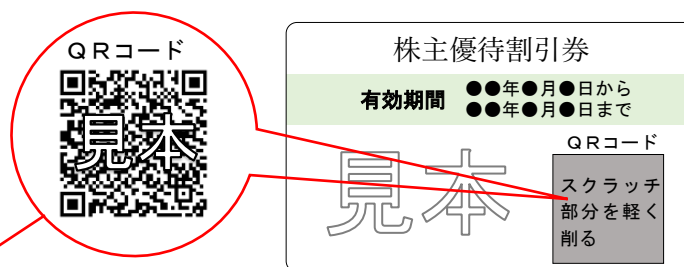 QRコード
見本
株主優待割引券
有効期間
●●年●月●日から
●●年●月●日まで
QRコード
見本
スクラッチ
部分を軽く
削る